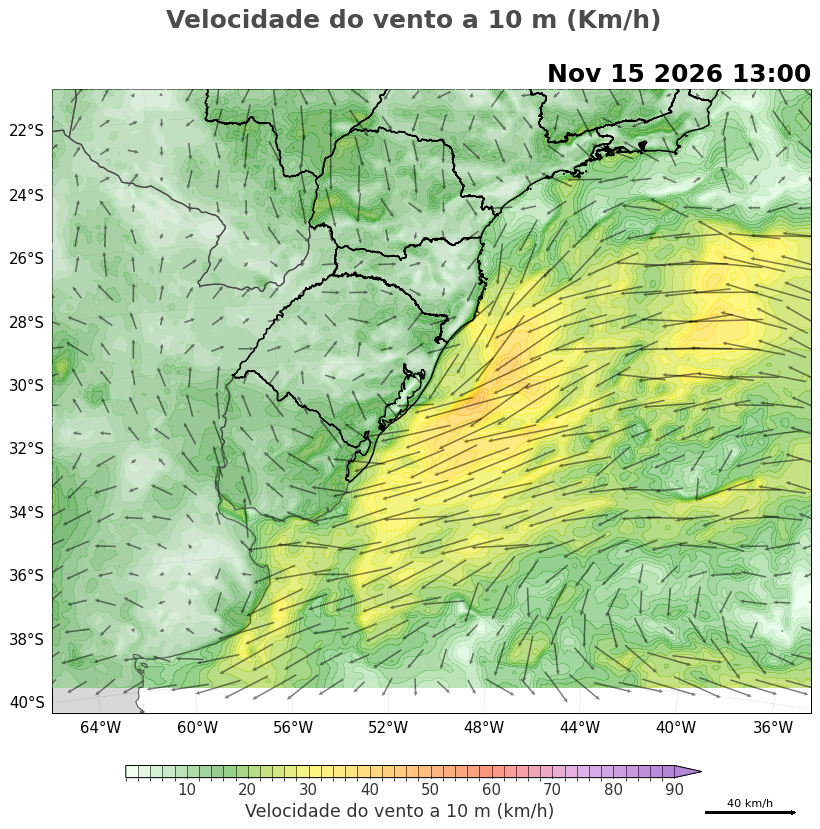 Velocidade do vento a 10 m (Km/h)
Nov 15 2026 13:00
22°S
24°S
26°S
28°S
30°S
32°S
34°S
36°S
38°S
40°S
64°W 60°W 56°W 52°W 48°W 44°W 40°W 36°W
10 20 30 40 50 60 70 80 90
Velocidade do vento a 10 m (km/h)
40 km/h